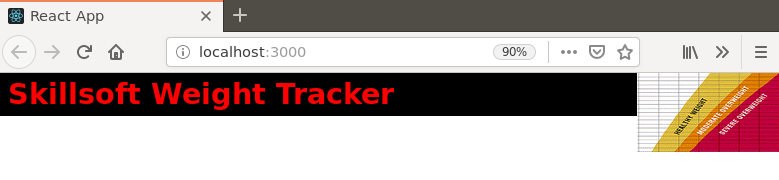 React App
localhost:3000
90%
Skillsoft Weight Tracker
HEALTHY WEIGHT
MODERATE OVERWEIGHT
SEVERE OVERWEIGHT